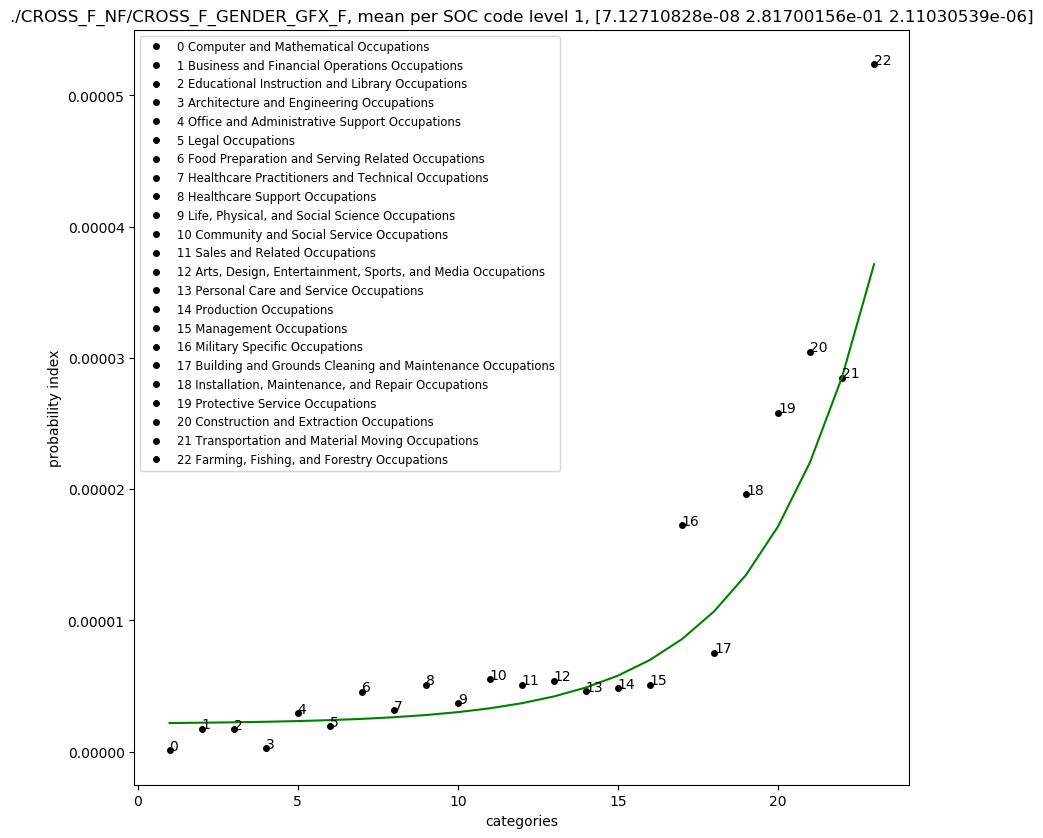 ./CROSS_F_NF/CROSS_F_GENDER_GFX_F, mean per SOC code level 1, [7.12710828e-08 2.81700156e-01 2.11030539e-06]
0 Computer and Mathematical Occupations
1 Business and Financial Operations Occupations
2 Educational Instruction and Library Occupations
3 Architecture and Engineering Occupations
4 Office and Administrative Support Occupations
5 Legal Occupations
6 Food Preparation and Serving Related Occupations
7 Healthcare Practitioners and Technical Occupations
8 Healthcare Support Occupations
9 Life, Physical, and Social Science Occupations
10 Community and Social Service Occupations
11 Sales and Related Occupations
12 Arts, Design, Entertainment, Sports, and Media Occupations
13 Personal Care and Service Occupations
14 Production Occupations
15 Management Occupations
16 Military Specific Occupations
17 Building and Grounds Cleaning and Maintenance Occupations
18 Installation, Maintenance, and Repair Occupations
19 Protective Service Occupations
20 Construction and Extraction Occupations
21 Transportation and Material Moving Occupations
22 Farming, Fishing, and Forestry Occupations
probability index
0.00005
0.00004
0.00003
0.00002
0.00001
0.00000
0
1
2
3
4
5
6
7
8
9
10
11
12
13
14
15
16
17
18
19
20
21
22
0
5
10
15
20
categories